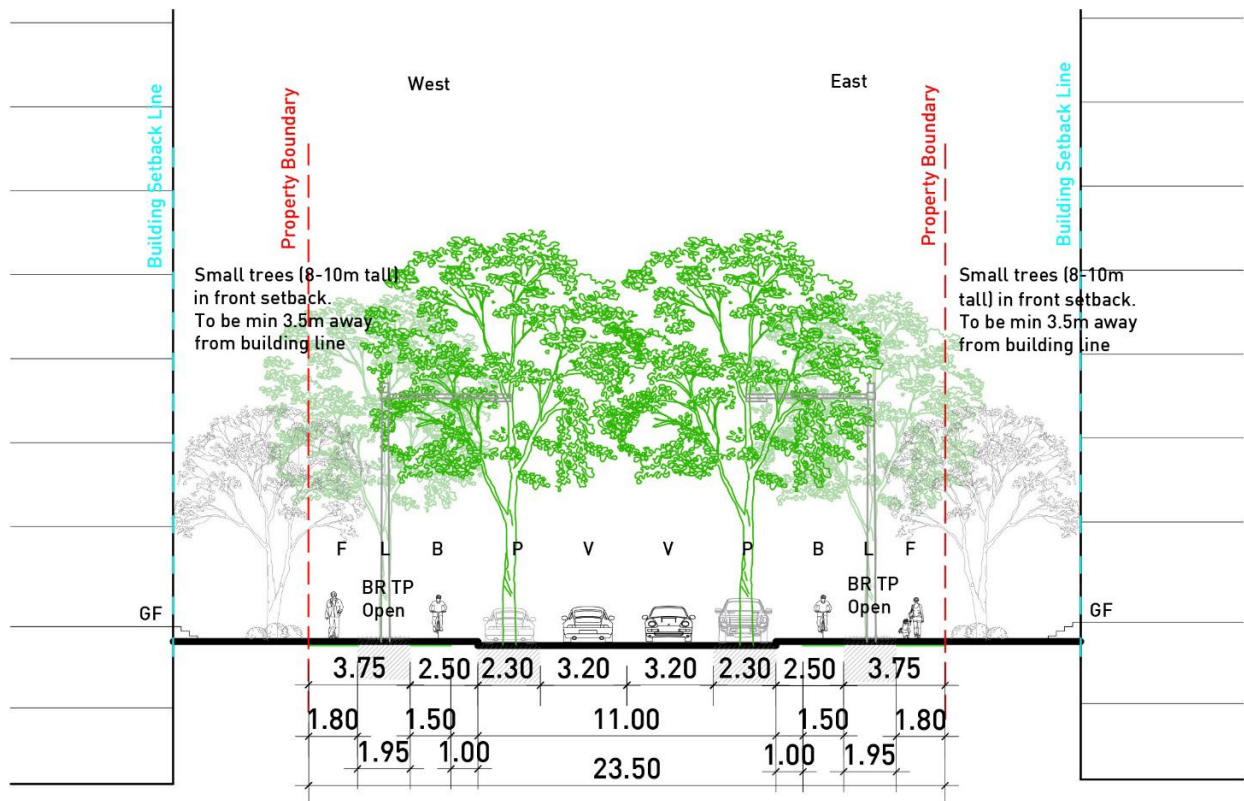 West
East
Building Setback Line
Property Boundary
Property Boundary
Building Setback Line
Small trees (8-10m tall)
in front setback.
To be min 3.5m away
from building line
Small trees (8-10m
tall) in front setback.
To be min 3.5m away
from building line
F L B P V V P B L F
BR TP
Open
BR TP
Open
GF
GF
3.75 2.50 2.30 3.20 3.20 2.30 2.50 3.75
1.80 1.50 11.00 1.50 1.80
1.95 1.00 23.50 1.00 1.95